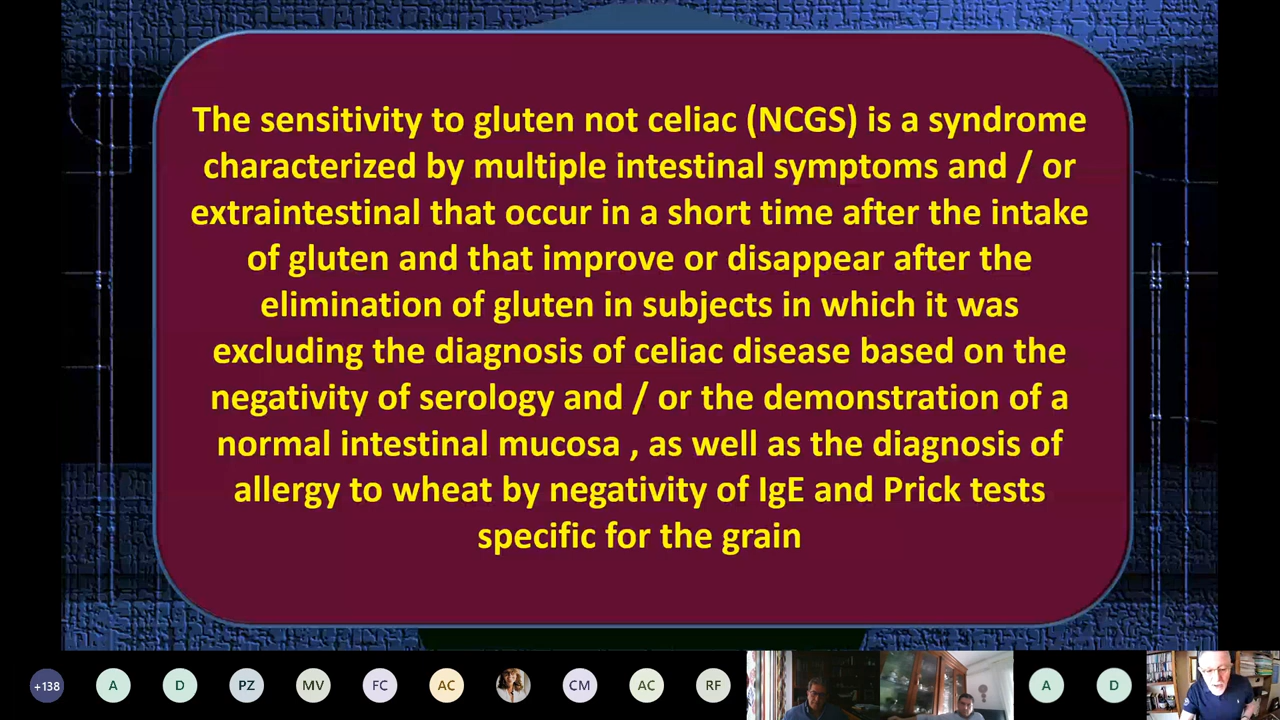 The sensitivity to gluten not celiac (NCGS) is a syndrome
characterized by multiple intestinal symptoms and / or
extraintestinal that occur in a short time after the intake
of gluten and that improve or disappear after the
elimination of gluten in subjects in which it was
excluding the diagnosis of celiac disease based on the
negativity of serology and / or the demonstration of a
normal intestinal mucosa , as well as the diagnosis of
allergy to wheat by negativity of IgE and Prick tests
specific for the grain
+138 A D PZ MV FC AC CM AC RF A D